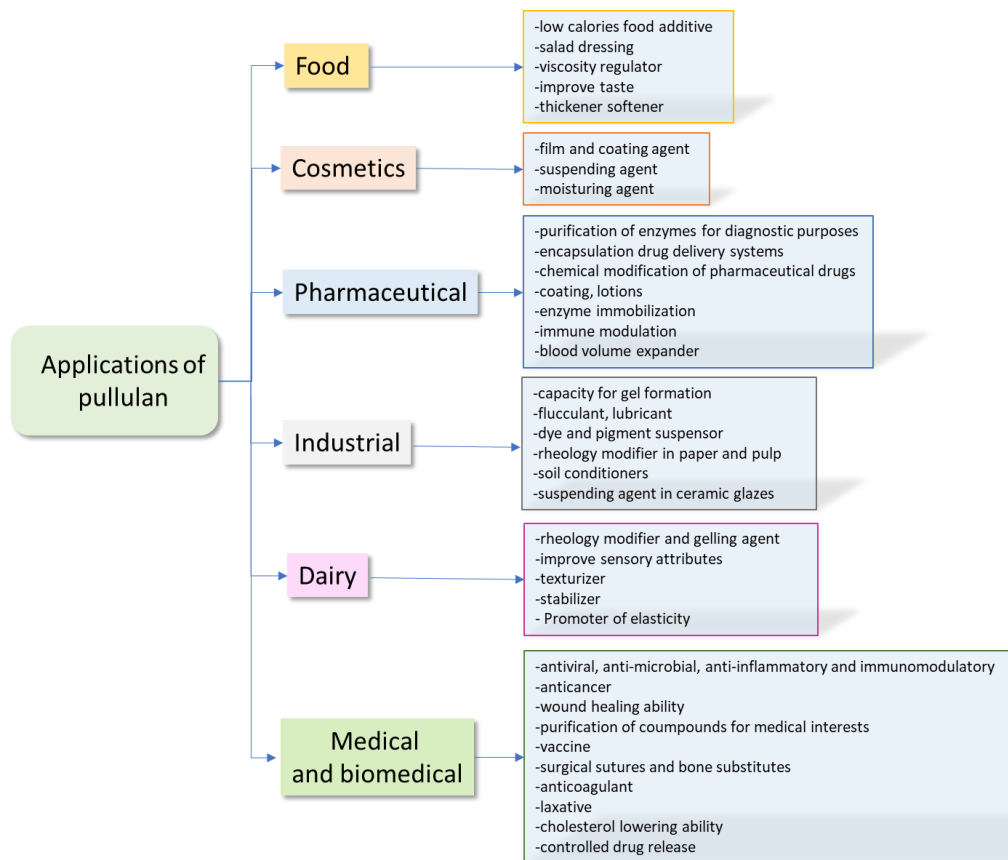 Applications of
pullulan
Food
-low calories food additive
-salad dressing
-viscosity regulator
-improve taste
-thickener softener
Cosmetics
-film and coating agent
-suspending agent
-moisturing agent
Pharmaceutical
-purification of enzymes for diagnostic purposes
-encapsulation drug delivery systems
-chemical modification of pharmaceutical drugs
-coating, lotions
-enzyme immobilization
-immune modulation
-blood volume expander
Industrial
-capacity for gel formation
-flucculant, lubricant
-dye and pigment suspensor
-rheology modifier in paper and pulp
-soil conditioners
-suspending agent in ceramic glazes
Dairy
-rheology modifier and gelling agent
-improve sensory attributes
-texturizer
-stabilizer
- Promoter of elasticity
Medical
and biomedical
-antiviral, anti-microbial, anti-inflammatory and immunomodulatory
-anticancer
-wound healing ability
-purification of coumpounds for medical interests
-vaccine
-surgical sutures and bone substitutes
-anticoagulant
-laxative
-cholesterol lowering ability
-controlled drug release